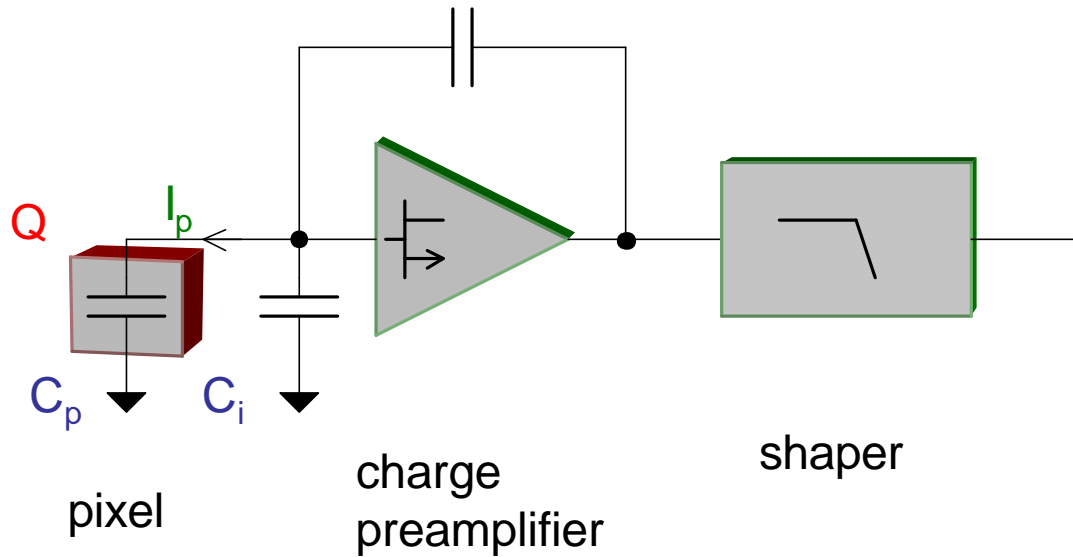 Q
Ip
Cp
Ci
pixel
charge
preamplifier
shaper